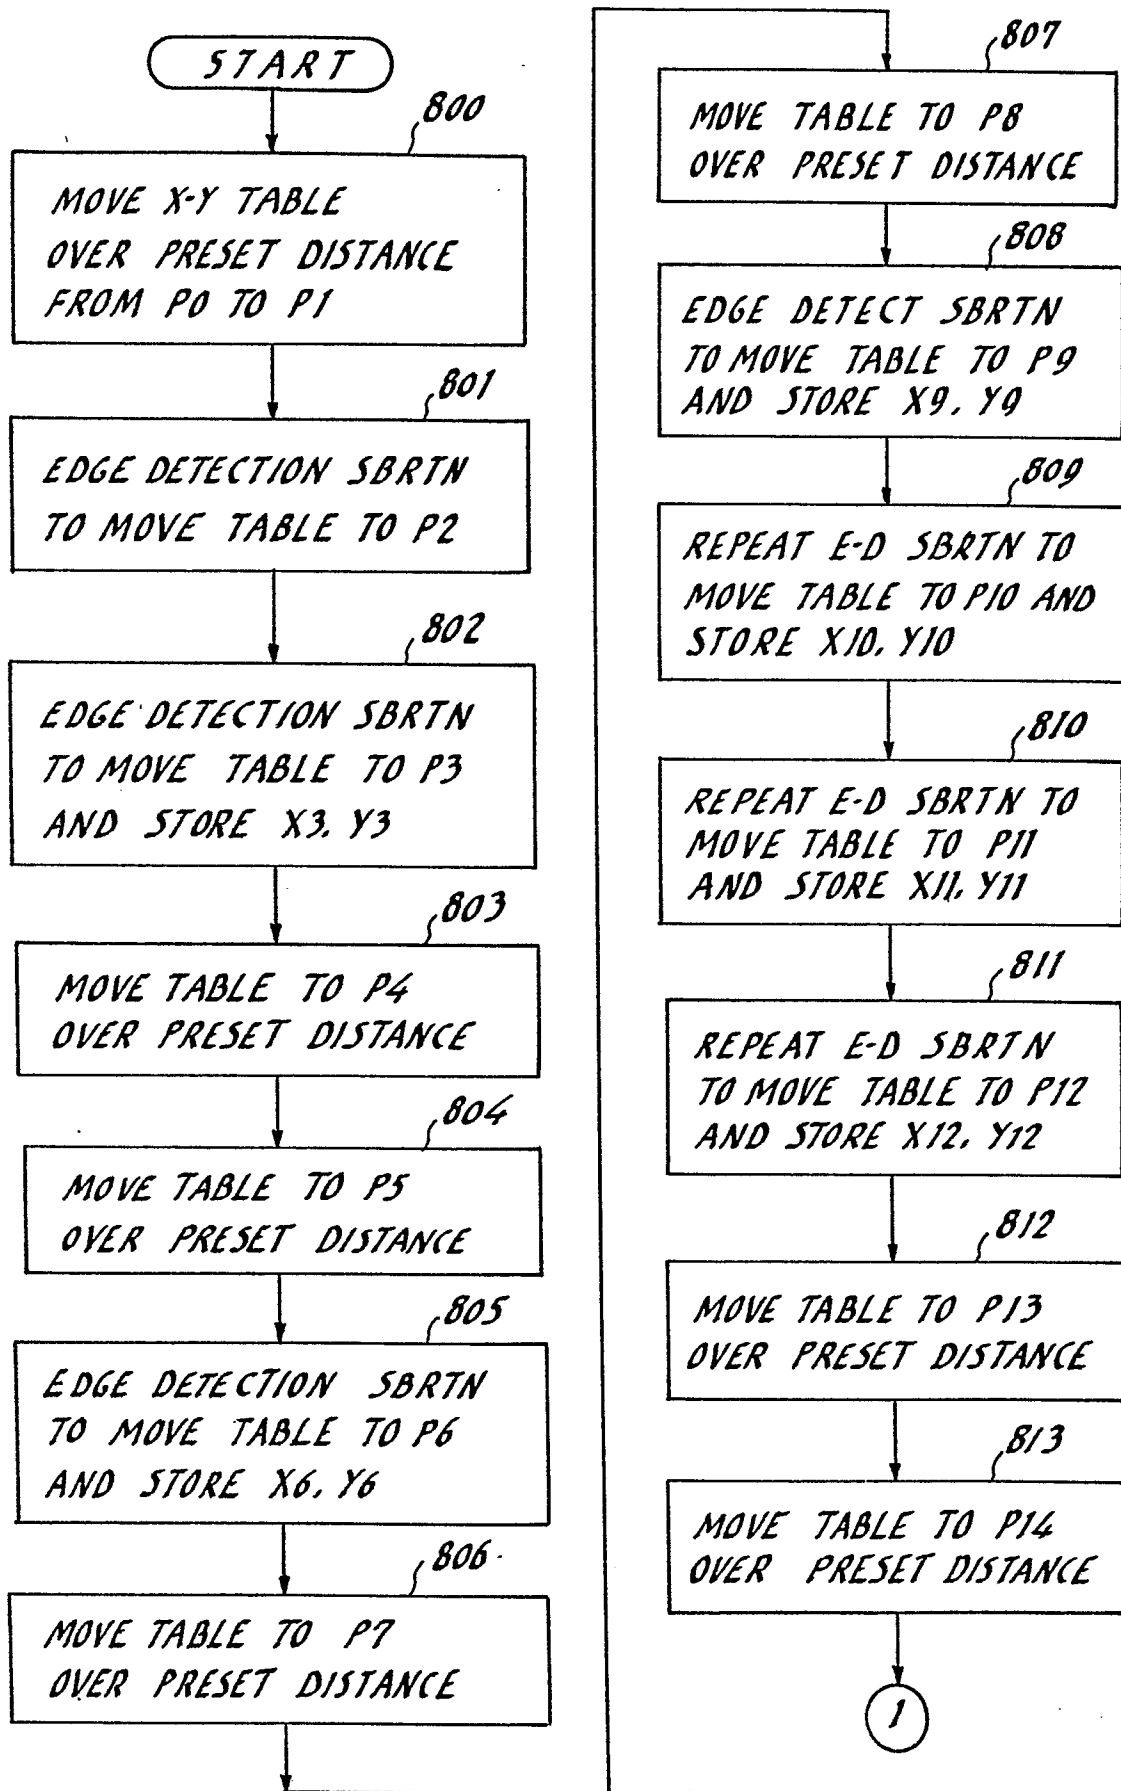 START
800
MOVE X-Y TABLE
OVER PRESET DISTANCE
FROM P0 TO P1
801
EDGE DETECTION SBRTN
TO MOVE TABLE TO P2
802
EDGE DETECTION SBRTN
TO MOVE TABLE TO P3
AND STORE X3, Y3
803
MOVE TABLE TO P4
OVER PRESET DISTANCE
804
MOVE TABLE TO P5
OVER PRESET DISTANCE
805
EDGE DETECTION SBRTN
TO MOVE TABLE TO P6
AND STORE X6, Y6
806
MOVE TABLE TO P7
OVER PRESET DISTANCE
807
MOVE TABLE TO P8
OVER PRESET DISTANCE
808
EDGE DETECT SBRTN
TO MOVE TABLE TO P9
AND STORE X9, Y9
809
REPEAT E-D SBRTN TO
MOVE TABLE TO P10 AND
STORE X10, Y10
810
REPEAT E-D SBRTN TO
MOVE TABLE TO P11
AND STORE X11, Y11
811
REPEAT E-D SBRTN
TO MOVE TABLE TO P12
AND STORE X12, Y12
812
MOVE TABLE TO P13
OVER PRESET DISTANCE
813
MOVE TABLE TO P14
OVER PRESET DISTANCE
1